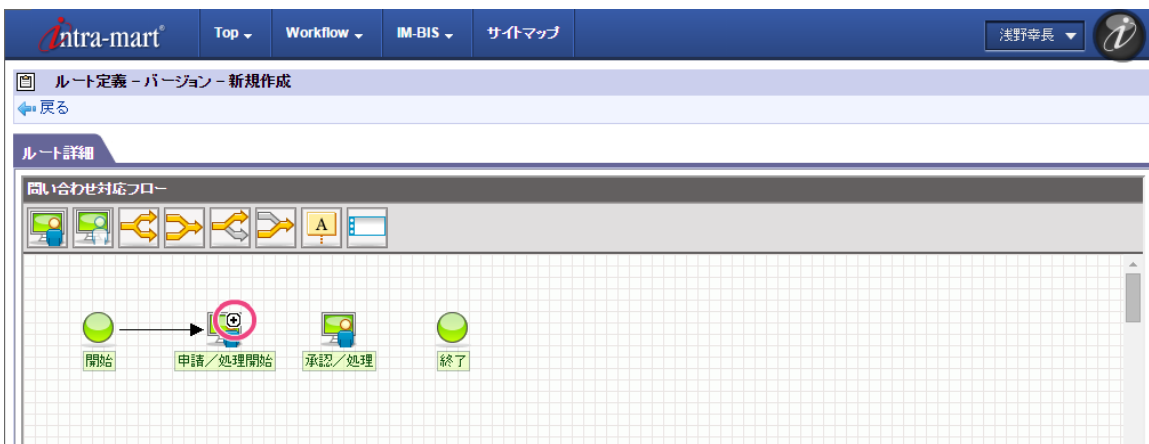 intra-mart® Top Workflow IM-BIS サイトマップ 浅野幸長
ルート定義 - バージョン - 新規作成
戻る
ルート詳細
問い合わせ対応フロー
A
開始 申請／処理開始 承認／処理 終了